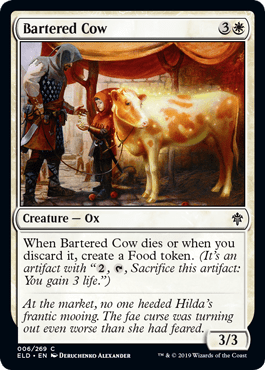 Bartered Cow 3
Creature — Ox
When Bartered Cow dies or when you
discard it, create a Food token. (It's an
artifact with "2, , Sacrifice this artifact:
You gain 3 life.")
At the market, no one heeded Hilda's
frantic mooing. The fae curse was turning
out even worse than she had feared.
3/3
006/269 C
ELD • EN Deruchenko Alexander
™ & © 2019 Wizards of the Coast